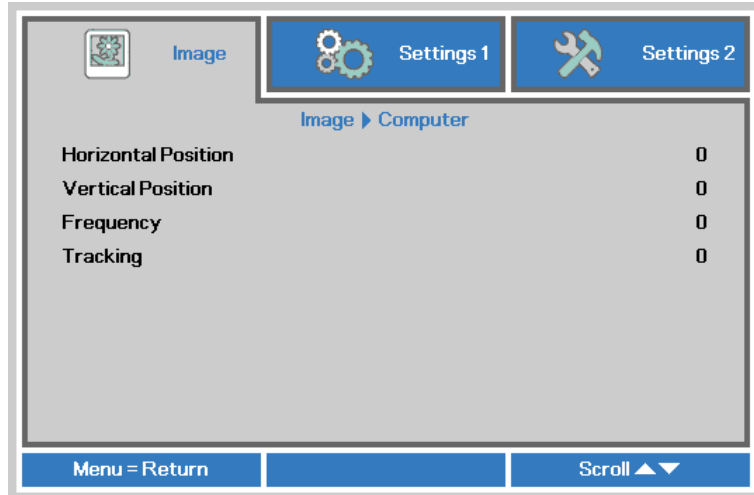 Image
Settings 1
Settings 2
Image ▶ Computer
Horizontal Position 0
Vertical Position 0
Frequency 0
Tracking 0
Menu = Return
Scroll ▲▼